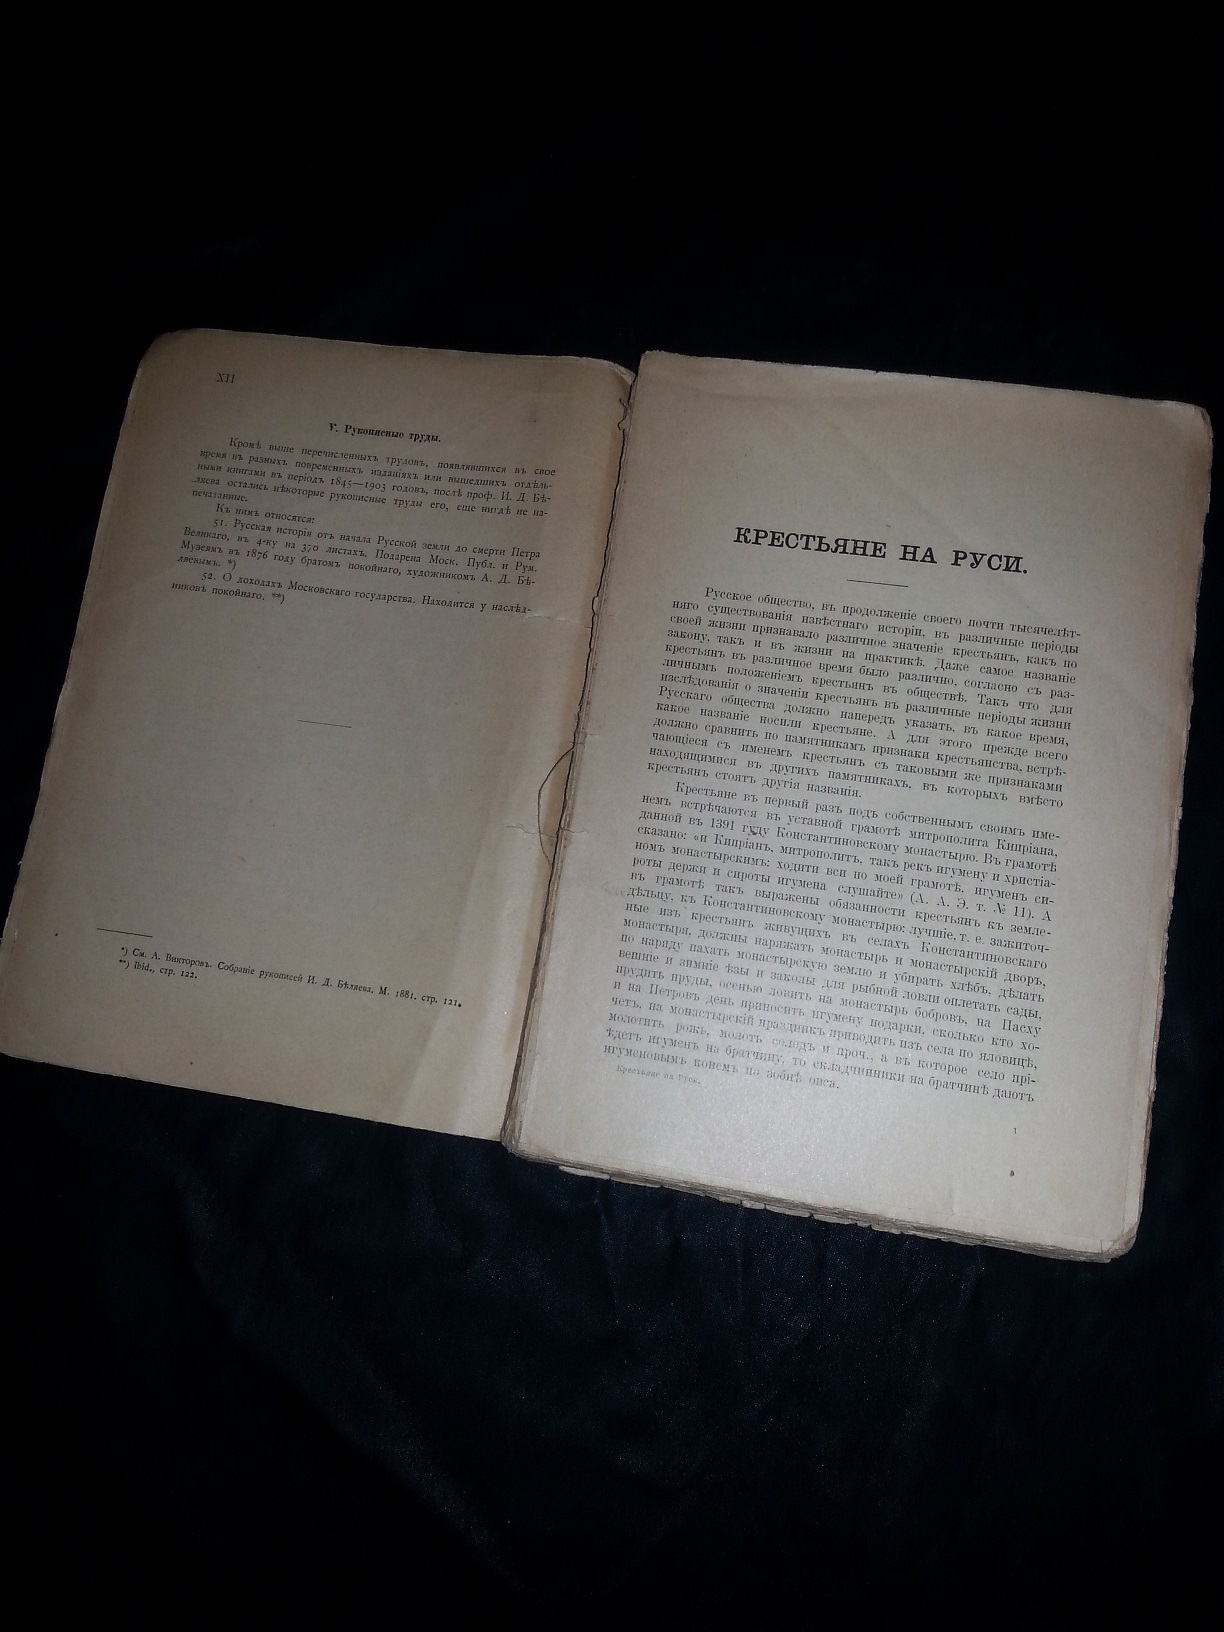 XII
V. Рукописные труды.
Кромѣ выше перечисленныхъ трудовъ, появлявшихся въ свое
время въ разныхъ повременныхъ изданіяхъ или вышедшихъ отдѣль-
ными книгами въ періодъ 1845—1903 годовъ, послѣ проф. И. Д. Бѣ-
ляева остались нѣкоторые рукописные труды его, еще нигдѣ не на-
печатанные.
Къ нимъ относятся:
51. Русская исторія отъ начала Русской земли до смерти Петра
Великаго, въ 4-ку на 370 листахъ. Подарена Моск. Публ. и Рум.
Музеямъ въ 1876 году братомъ покойнаго, художникомъ А. Д. Бѣ-
ляевымъ. *)
52. О доходахъ Московскаго государства. Находится у наслѣд-
никовъ покойнаго. **)
*) См. А. Викторовъ. Собраніе рукописей И. Д. Бѣляева. М. 1881. стр. 121.
**) Ibid., стр. 122.
КРЕСТЬЯНЕ НА РУСИ.
Русское общество, въ продолженіе своего почти тысячелѣт-
няго существованія извѣстнаго исторіи, въ различные періоды
своей жизни признавало различное значеніе крестьянъ, какъ по
закону, такъ и въ жизни на практикѣ. Даже самое названіе
крестьянъ въ различное время было различно, согласно съ раз-
личнымъ положеніемъ крестьянъ въ обществѣ. Такъ что для
изслѣдованія о значеніи крестьянъ въ различные періоды жизни
Русскаго общества должно напередъ указать, въ какое время,
какое названіе носили крестьяне. А для этого прежде всего
должно сравнить по памятникамъ признаки крестьянства, встрѣ-
чающіеся съ именемъ крестьянъ съ таковыми же признаками
находящимися въ другихъ памятникахъ, въ которыхъ вмѣсто
крестьянъ стоятъ другія названія.
Крестьяне въ первый разъ подъ собственнымъ своимъ име-
немъ встрѣчаются въ уставной грамотѣ митрополита Кипріана,
данной въ 1391 году Константиновскому монастырю. Въ грамотѣ
сказано: «и Кипріанъ, митрополитъ, такъ рекъ игумену и христіа-
номъ монастырскимъ: ходити вси по моей грамотѣ, игуменъ си-
роты держи и сироты игумена слушайте» (А. А. Э. т. № 11). А
въ грамотѣ такъ выражены обязанности крестьянъ къ земле-
дѣльцу, къ Константиновскому монастырю: лучшіе, т. е. зажиточ-
ные изъ крестьянъ живущихъ въ селахъ Константиновскаго
монастыря, должны наряжать монастырь и монастырскій дворъ,
по наряду пахать монастырскую землю и убирать хлѣбъ, дѣлать
вешніе и зимніе ѣзы и заколы для рыбной ловли оплетать сады,
прудить пруды, осенью ловить на монастырь бобровъ, на Пасху
и на Петровъ день приносить игумену подарки, сколько кто хо-
четъ, на монастырскій праздникъ приводить изъ села по яловицѣ,
молотить рожь, молоть солодъ и проч., а въ которое село прі-
ѣдетъ игуменъ на братчину, то складчинники на братчинѣ даютъ
игуменовымъ конемъ по зобнѣ овса.
Крестьяне на Руси.
1